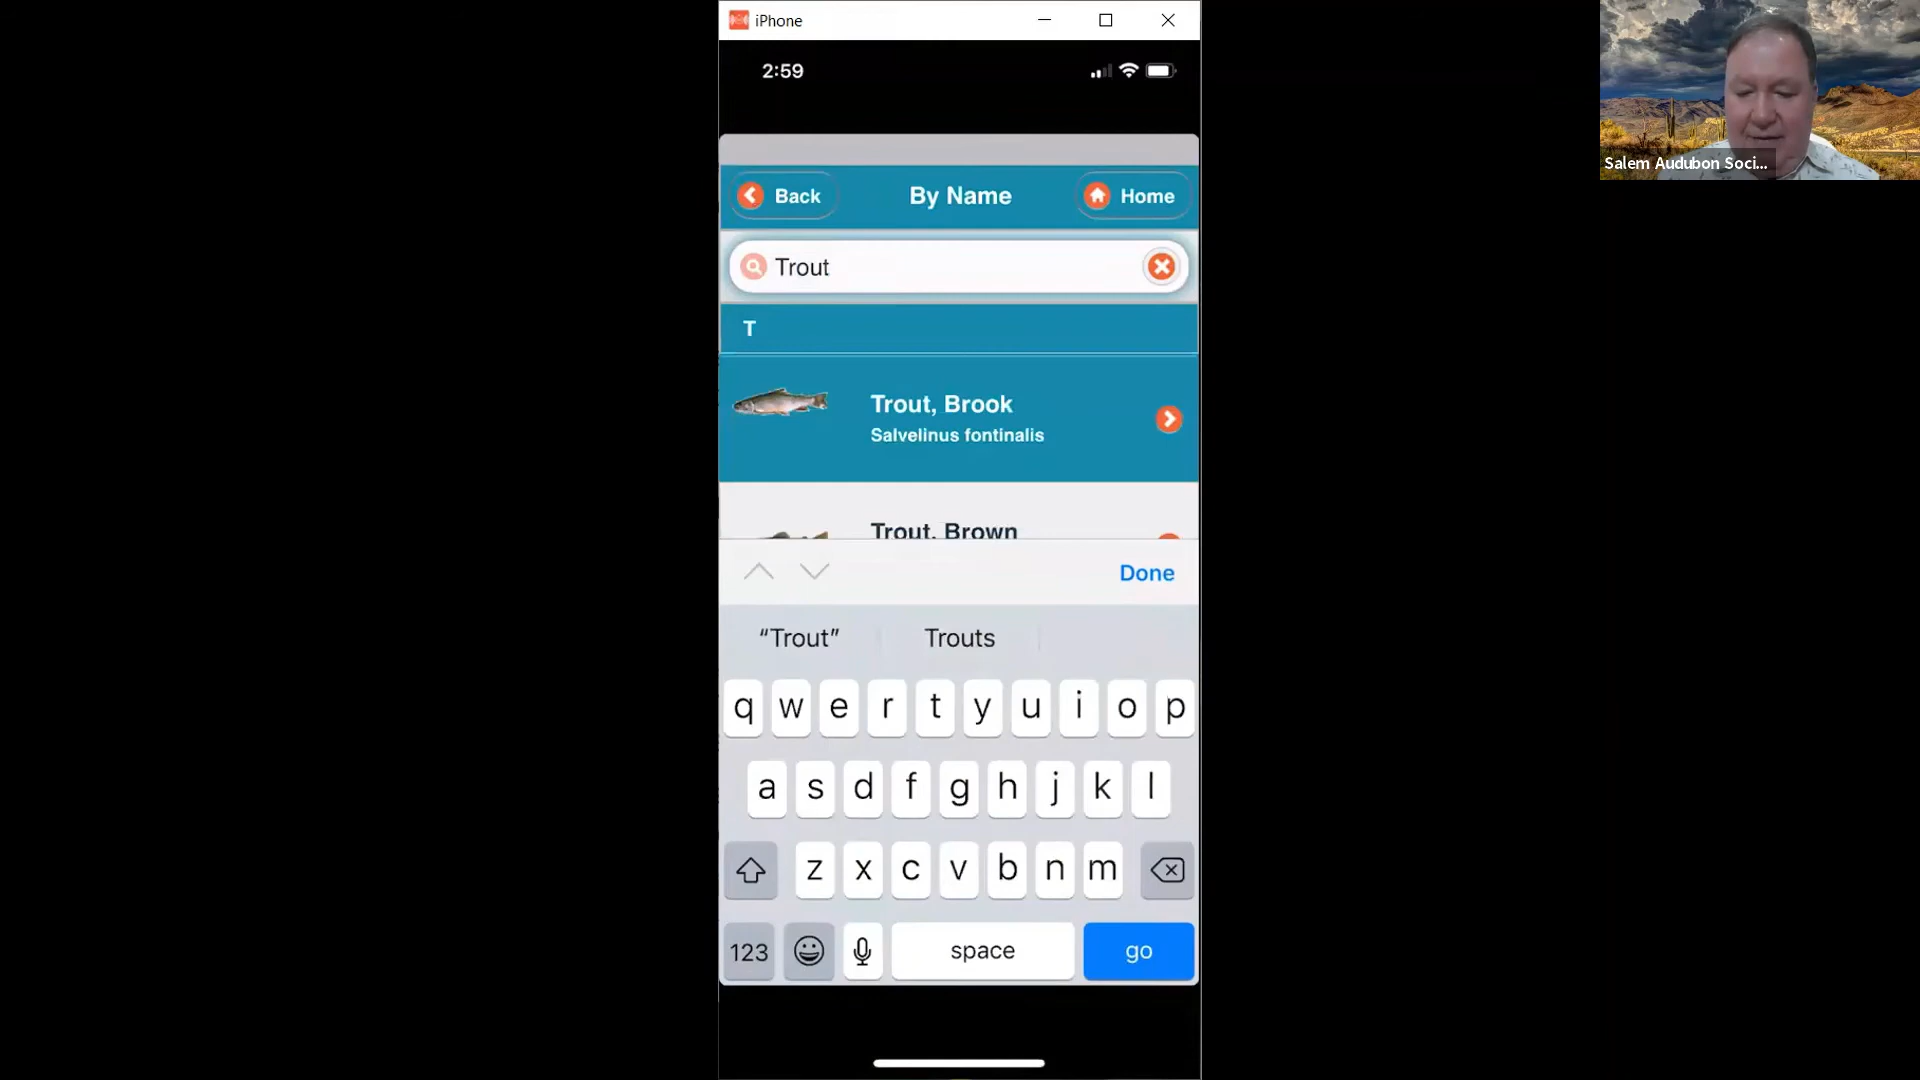 iPhone
2:59
Back
By Name
Home
Trout
T
Trout, Brook
Salvelinus fontinalis
Trout, Brown
Done
“Trout”
Trouts
q w e r t y u i o p
a s d f g h j k l
z x c v b n m
123
space
go
Salem Audubon Soci...